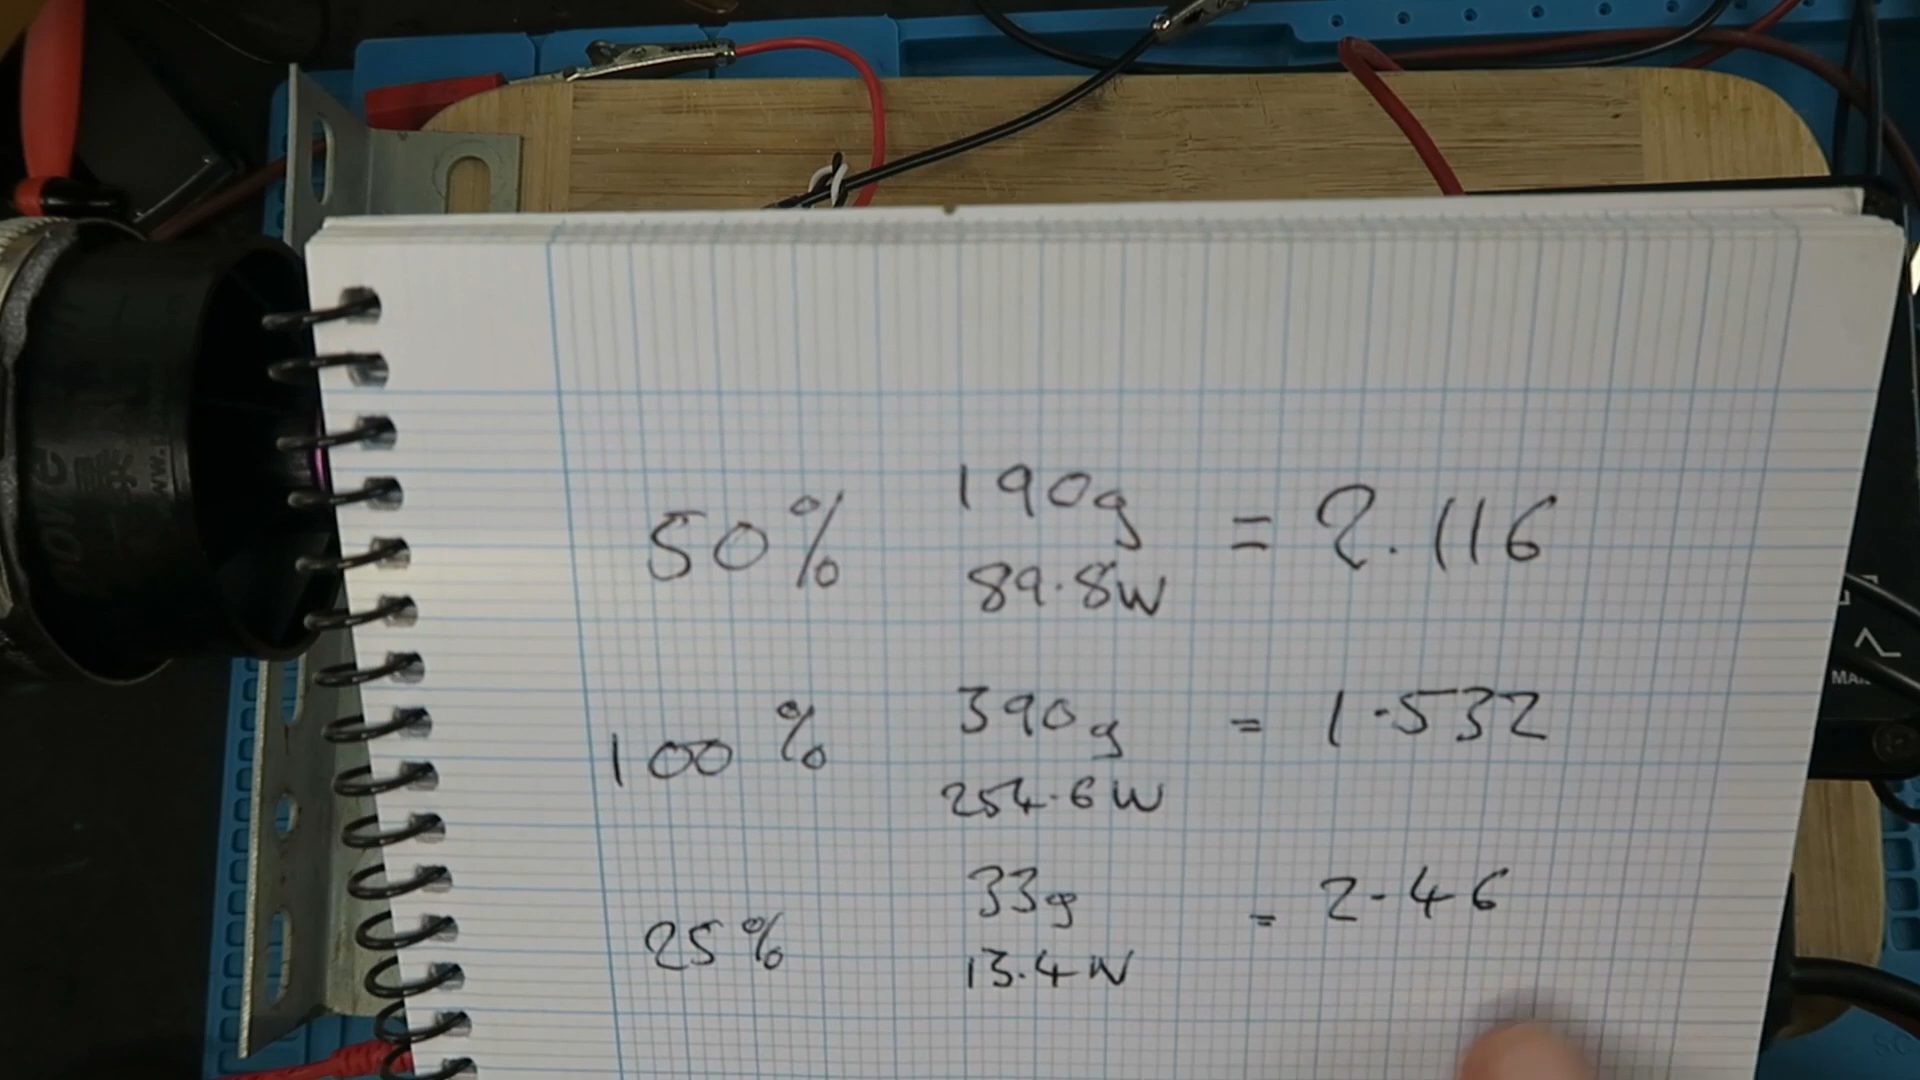 50% 190g = 2.116
89.8W
100% 390g = 1.532
254.6W
25% 33g = 2.46
13.4W